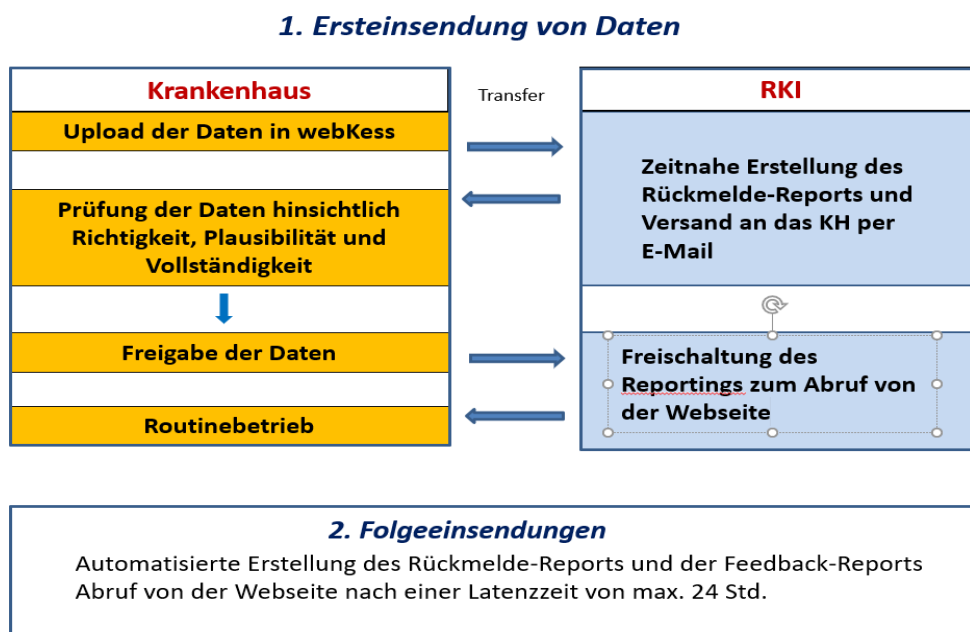 1. Ersteinsendung von Daten
Krankenhaus
Transfer
RKI
Upload der Daten in webKess
Zeitnahe Erstellung des
Rückmelde-Reports und
Versand an das KH per
E-Mail
Prüfung der Daten hinsichtlich
Richtigkeit, Plausibilität und
Vollständigkeit
Freigabe der Daten
Freischaltung des
Reportings zum Abruf von
der Webseite
Routinebetrieb
2. Folgeeinsendungen
Automatisierte Erstellung des Rückmelde-Reports und der Feedback-Reports
Abruf von der Webseite nach einer Latenzzeit von max. 24 Std.